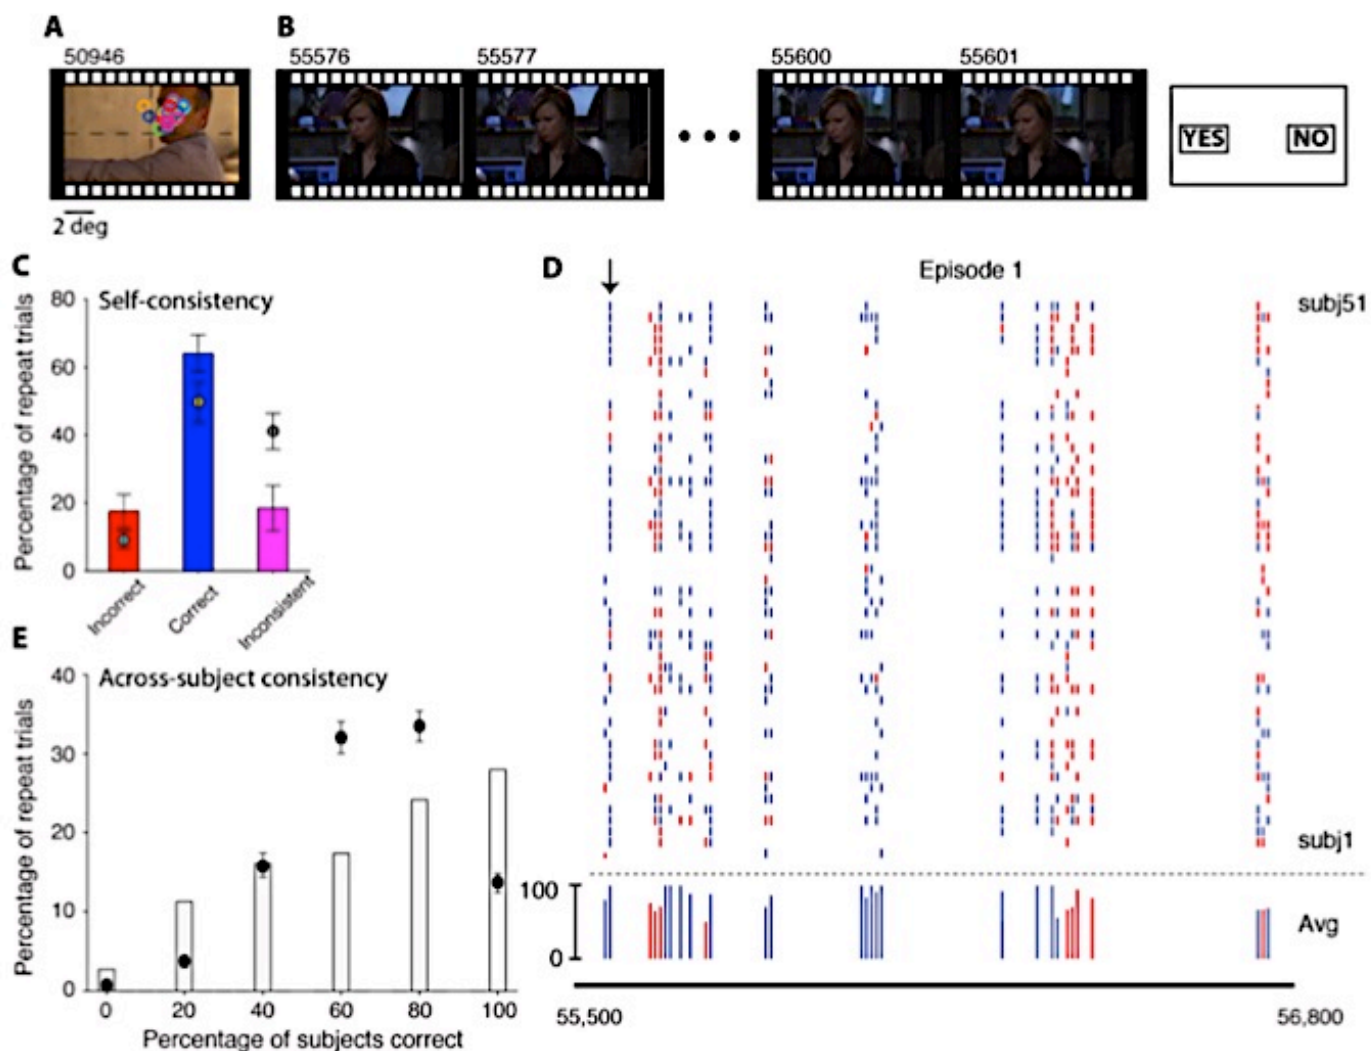 A
50946
2 deg
B
55576
55577
55600
55601
YES
NO
C
Self-consistency
Percentage of repeat trials
80
60
40
20
0
Incorrect
Correct
Inconsistent
D
Episode 1
subj51
subj1
100
0
Avg
55,500
56,800
E
Across-subject consistency
Percentage of repeat trials
40
30
20
10
0
0
20
40
60
80
100
Percentage of subjects correct